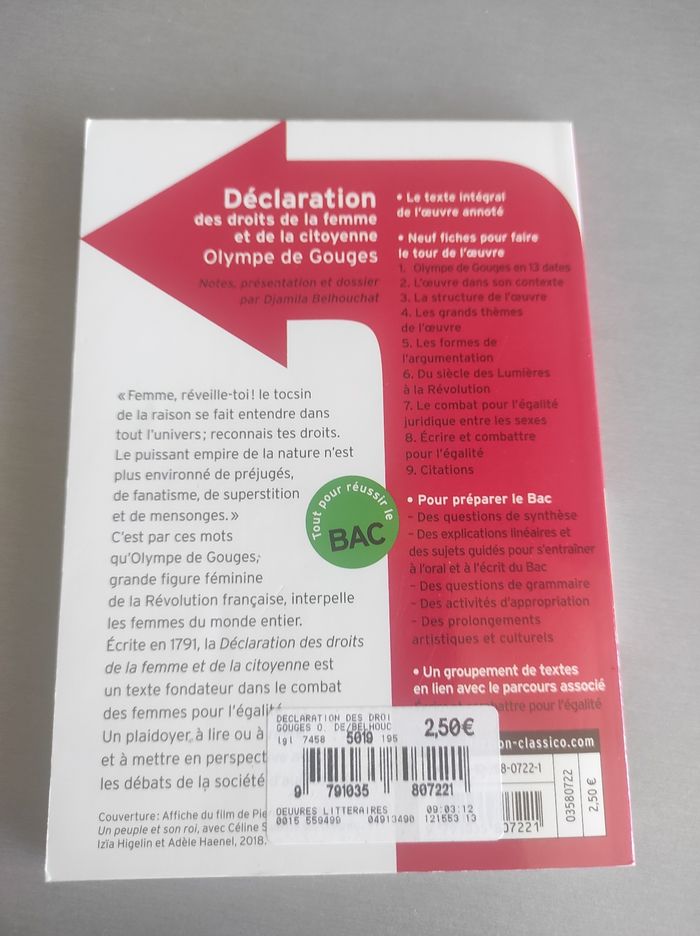 Déclaration
des droits de la femme
et de la citoyenne
Olympe de Gouges
Notes, présentation et dossier
par Djamila Belhouchat
« Femme, réveille-toi ! le tocsin
de la raison se fait entendre dans
tout l'univers ; reconnais tes droits.
Le puissant empire de la nature n'est
plus environné de préjugés,
de fanatisme, de superstition
et de mensonges. »
C'est par ces mots
qu'Olympe de Gouges,
grande figure féminine
de la Révolution française, interpelle
les femmes du monde entier.
Écrite en 1791, la Déclaration des droits
de la femme et de la citoyenne est
un texte fondateur dans le combat
des femmes pour l'égalit
Un plaidoyer, à lire ou à
et à mettre en perspect
les débats de la société
Couverture : Affiche du film de Pie
Un peuple et son roi, avec Céline S
Izïa Higelin et Adèle Haenel, 2018.
Tout pour réussir le
BAC
• Le texte intégral
de l'œuvre annoté
• Neuf fiches pour faire
le tour de l'œuvre
1. Olympe de Gouges en 13 dates
2. L'œuvre dans son contexte
3. La structure de l'œuvre
4. Les grands thèmes
de l'œuvre
5. Les formes de
l'argumentation
6. Du siècle des Lumières
à la Révolution
7. Le combat pour l'égalité
juridique entre les sexes
8. Écrire et combattre
pour l'égalité
9. Citations
• Pour préparer le Bac
– Des questions de synthèse
– Des explications linéaires et
des sujets guidés pour s'entraîner
à l'oral et à l'écrit du Bac
– Des questions de grammaire
– Des activités d'appropriation
– Des prolongements
artistiques et culturels
• Un groupement de textes
en lien avec le parcours associé
Écrire et combattre pour l'égalité
on-classico.com
8-0722-1
07221
03580722
2,50 €
DECLARATION DES DROI
GOUGES O. DE/BELHOUC
2,50€
lgl 7458 5019 195
9 791035 807221
OEUVRES LITTERAIRES 09:03:12
0015 559499 04913490 121553 13